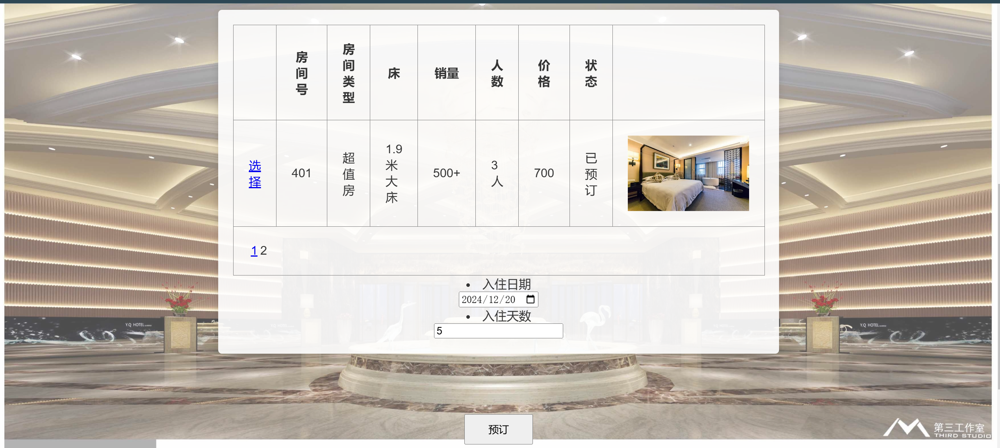 房间号 房间类型 床 销量 人数 价格 状态
选择 401 超值房 1.9米大床 500+ 3人 700 已预订
1 2
入住日期
2024/12/20
入住天数
5
Y.Q HOTEL
Y.Q HOTEL
预订
第三工作室
THIRD STUDIO